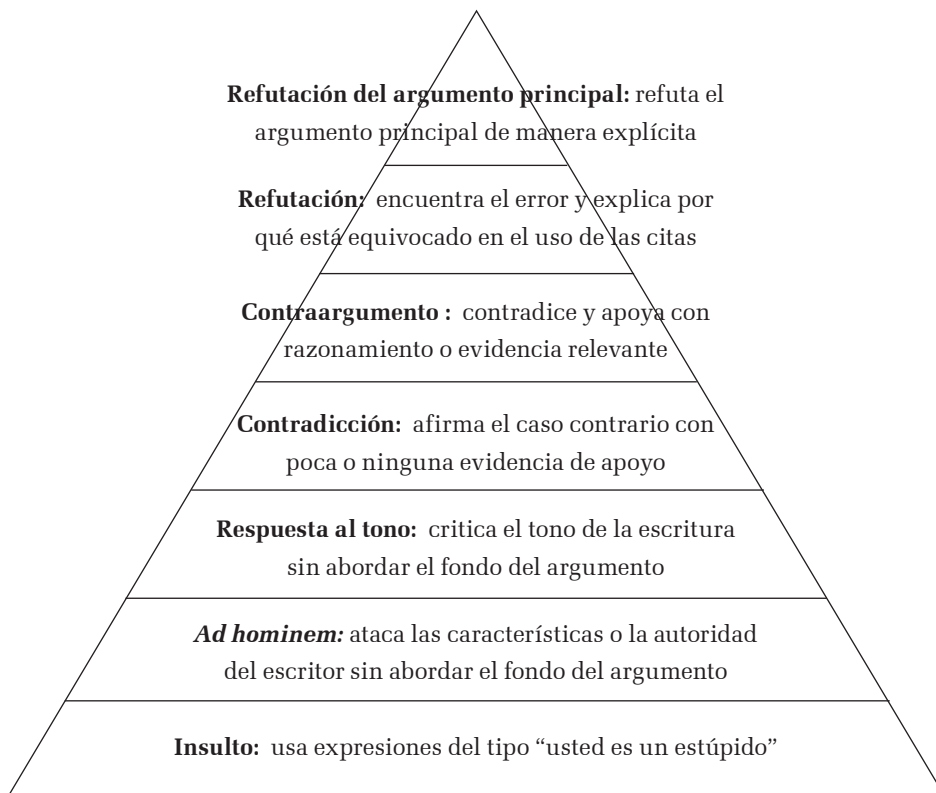 Refutación del argumento principal: refuta el
argumento principal de manera explícita
Refutación: encuentra el error y explica por
qué está equivocado en el uso de las citas
Contraargumento : contradice y apoya con
razonamiento o evidencia relevante
Contradicción: afirma el caso contrario con
poca o ninguna evidencia de apoyo
Respuesta al tono: critica el tono de la escritura
sin abordar el fondo del argumento
Ad hominem: ataca las características o la autoridad
del escritor sin abordar el fondo del argumento
Insulto: usa expresiones del tipo “usted es un estúpido”